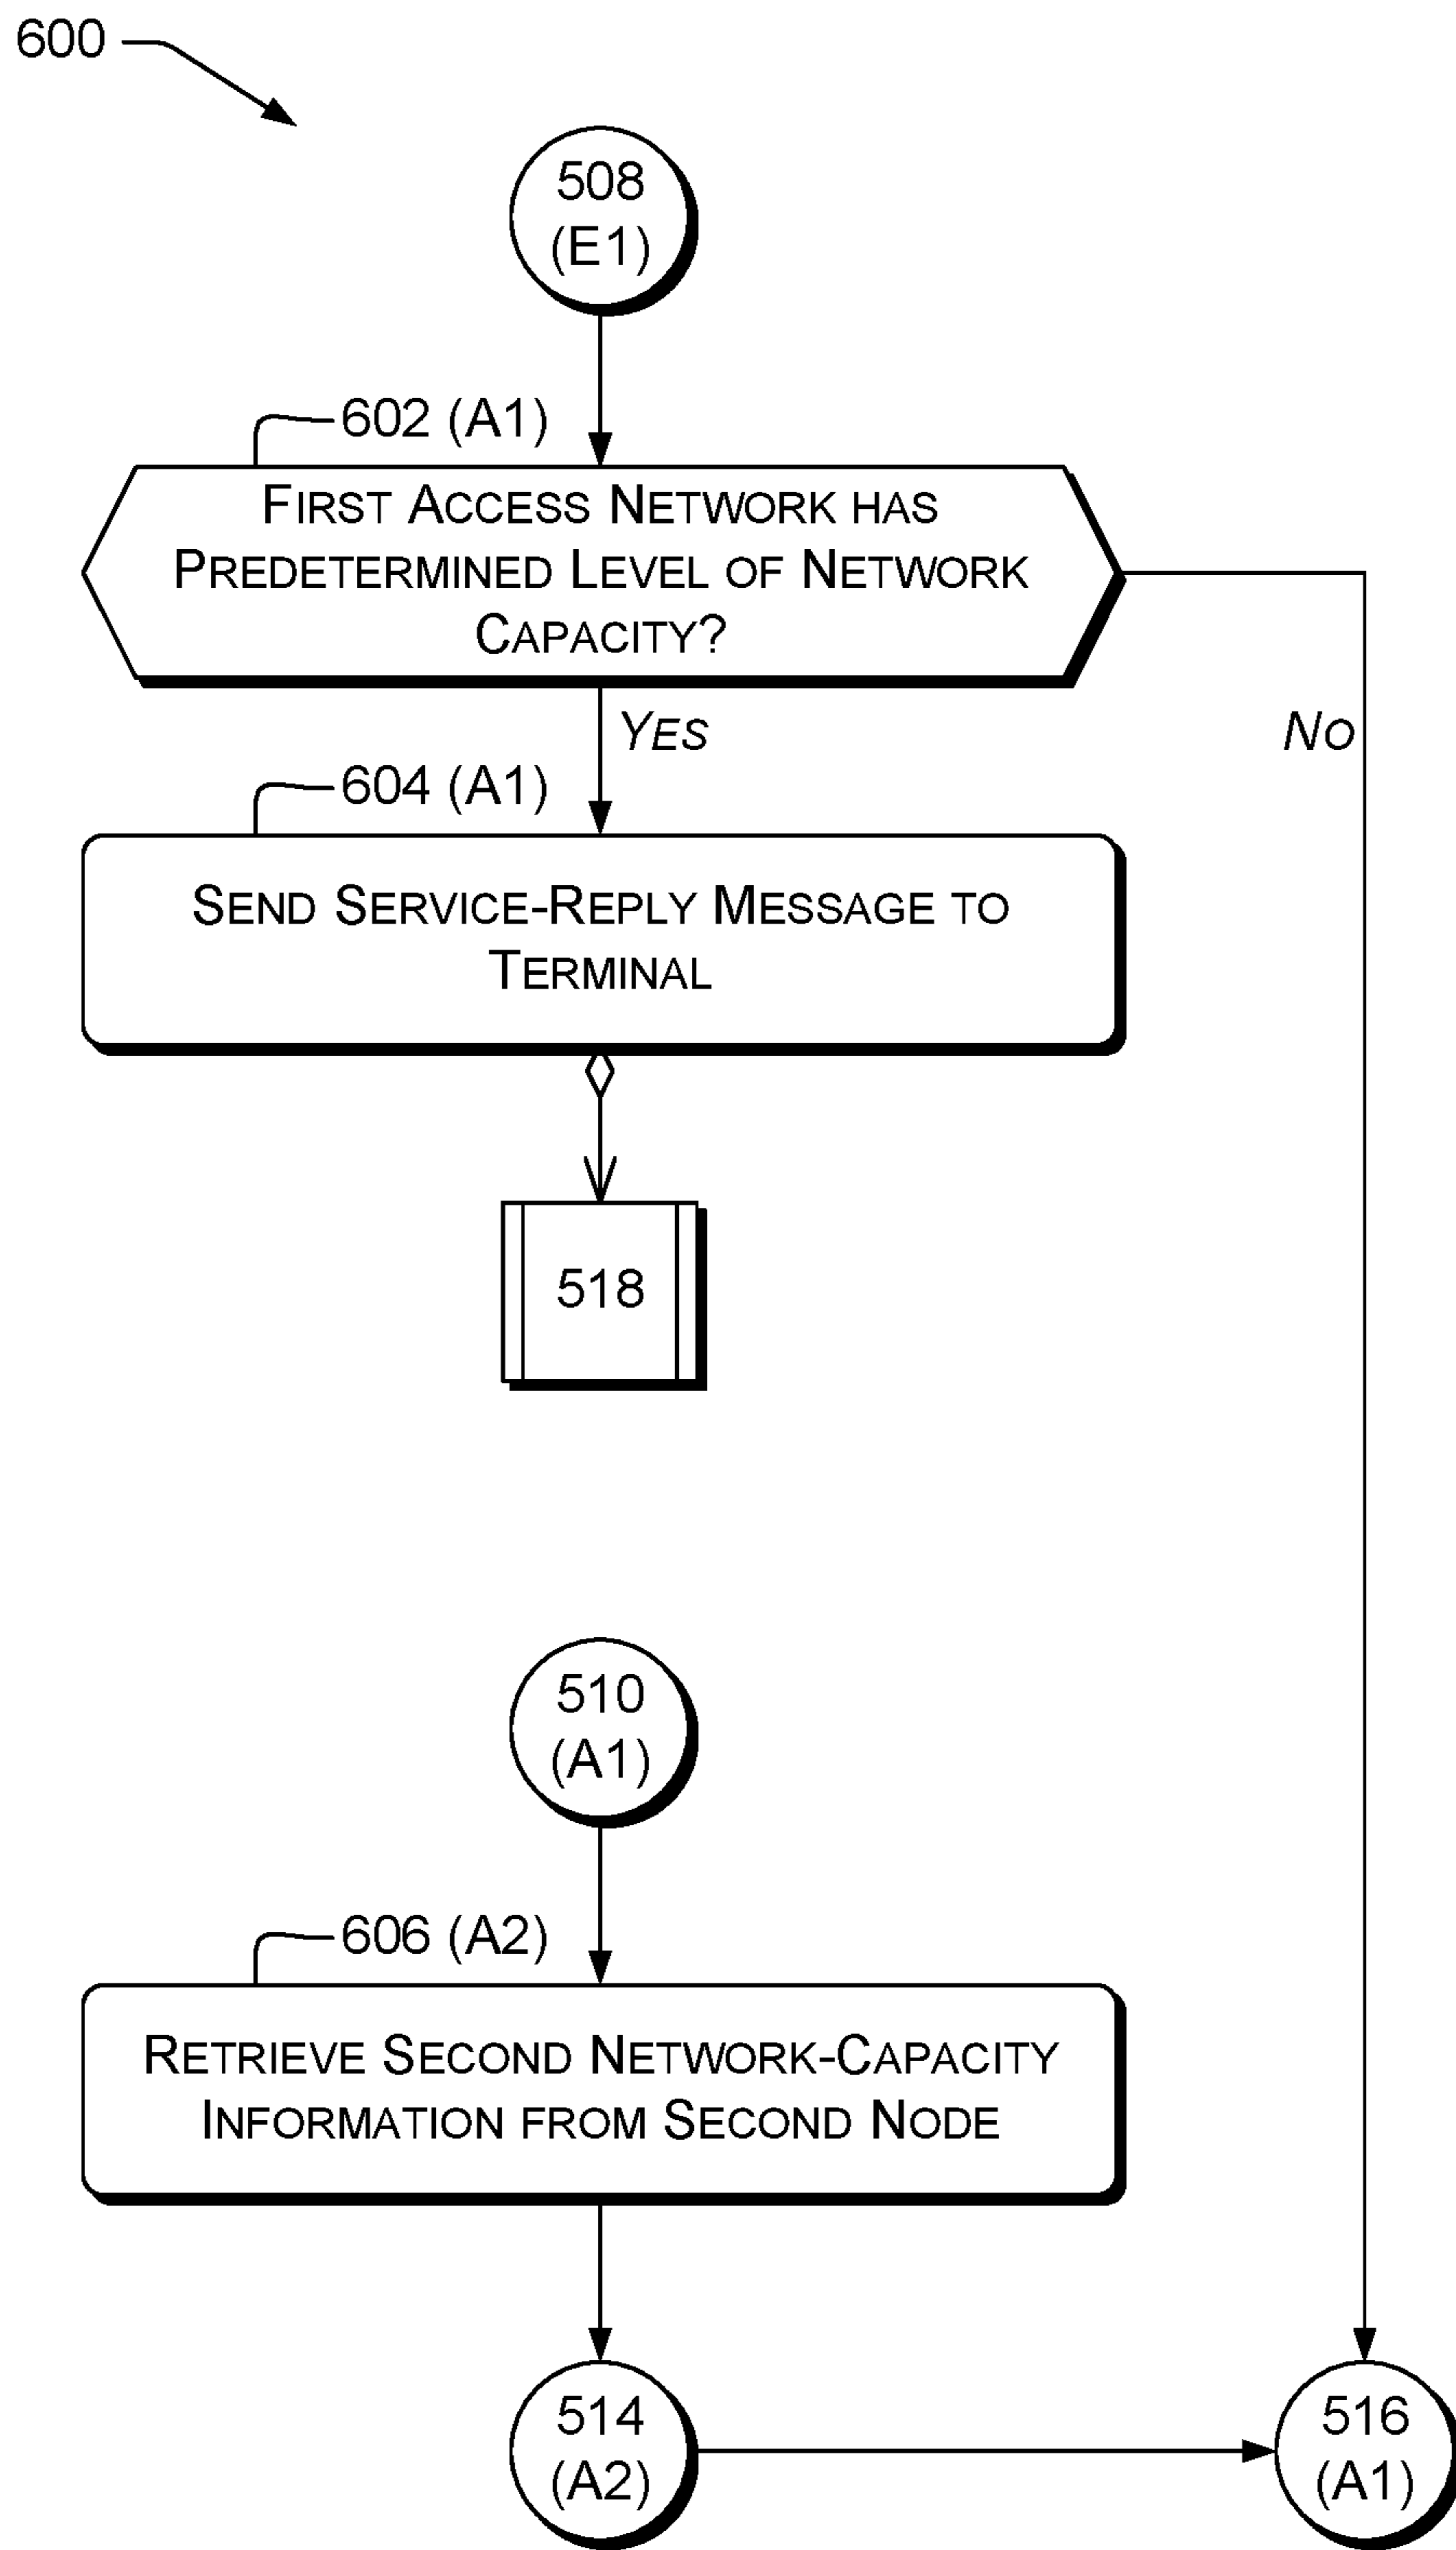 600
508
(E1)
602 (A1)
FIRST ACCESS NETWORK HAS
PREDETERMINED LEVEL OF NETWORK
CAPACITY?
YES
NO
604 (A1)
SEND SERVICE-REPLY MESSAGE TO
TERMINAL
518
510
(A1)
606 (A2)
RETRIEVE SECOND NETWORK-CAPACITY
INFORMATION FROM SECOND NODE
514
(A2)
516
(A1)